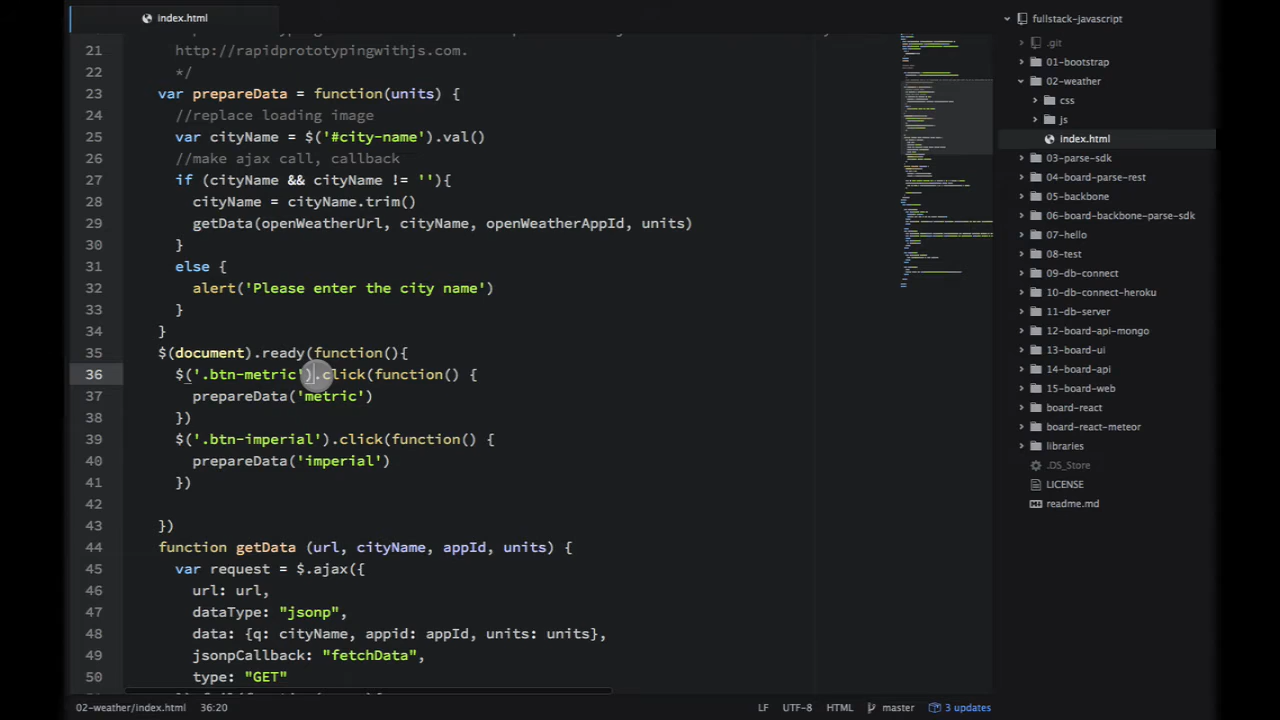 index.html
21 http://rapidprototypingwithjs.com.
22 */
23 var prepareData = function(units) {
24 //replace loading image
25 var cityName = $('#city-name').val()
26 //make ajax call, callback
27 if (cityName && cityName != ''){
28 cityName = cityName.trim()
29 getData(openWeatherUrl, cityName, openWeatherAppId, units)
30 }
31 else {
32 alert('Please enter the city name')
33 }
34 }
35 $(document).ready(function(){
36 $('.btn-metric').click(function() {
37 prepareData('metric')
38 })
39 $('.btn-imperial').click(function() {
40 prepareData('imperial')
41 })
42
43 })
44 function getData (url, cityName, appId, units) {
45 var request = $.ajax({
46 url: url,
47 dataType: "jsonp",
48 data: {q: cityName, appid: appId, units: units},
49 jsonpCallback: "fetchData",
50 type: "GET"
fullstack-javascript
.git
01-bootstrap
02-weather
css
js
index.html
03-parse-sdk
04-board-parse-rest
05-backbone
06-board-backbone-parse-sdk
07-hello
08-test
09-db-connect
10-db-connect-heroku
11-db-server
12-board-api-mongo
13-board-ui
14-board-api
15-board-web
board-react
board-react-meteor
libraries
.DS_Store
LICENSE
readme.md
02-weather/index.html 36:20 LF UTF-8 HTML master 3 updates